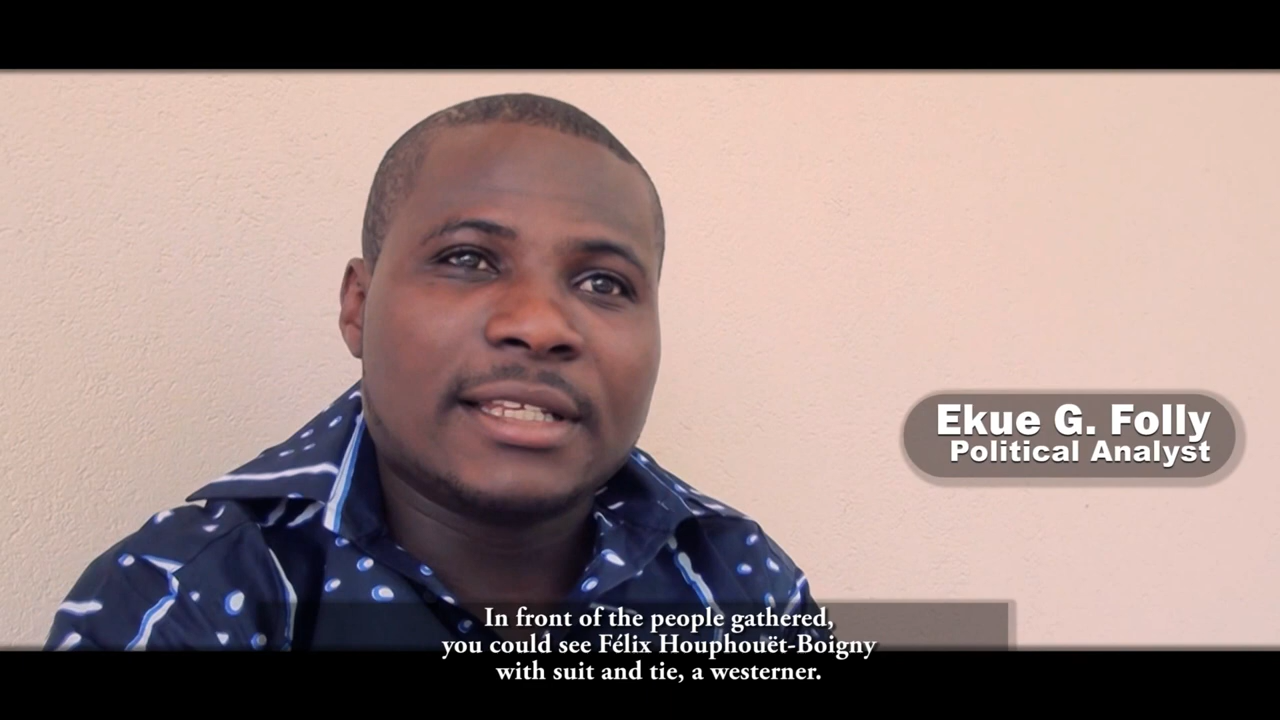 Ekue G. Folly
Political Analyst
In front of the people gathered,
you could see Félix Houphouët-Boigny
with suit and tie, a westerner.